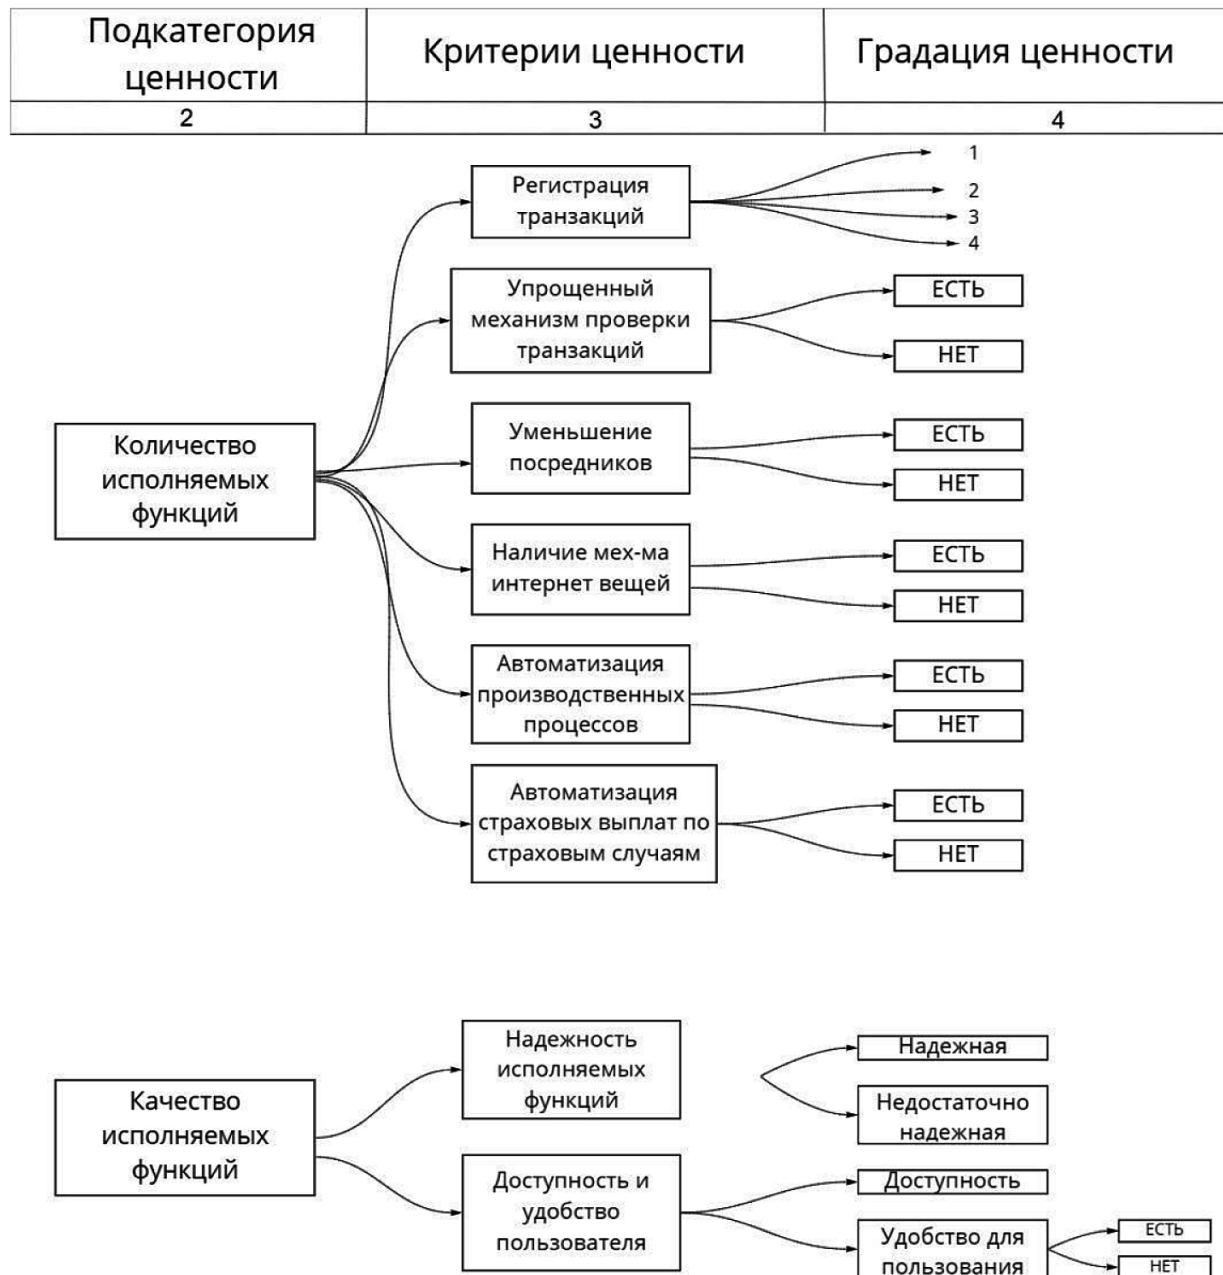 Подкатегория
ценности
Критерии ценности
Градация ценности
2
3
4
Количество
исполняемых
функций
Регистрация
транзакций
1
2
3
4
Упрощенный
механизм проверки
транзакций
ЕСТЬ
НЕТ
Уменьшение
посредников
ЕСТЬ
НЕТ
Наличие мех-ма
интернет вещей
ЕСТЬ
НЕТ
Автоматизация
производственных
процессов
ЕСТЬ
НЕТ
Автоматизация
страховых выплат по
страховым случаям
ЕСТЬ
НЕТ
Качество
исполняемых
функций
Надежность
исполняемых
функций
Надежная
Недостаточно
надежная
Доступность и
удобство
пользователя
Доступность
Удобство для
пользования
ЕСТЬ
НЕТ